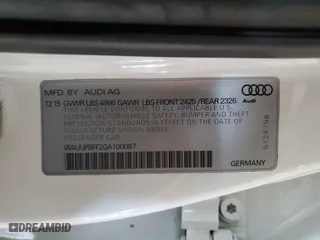 MFD BY AUDI AG
12 15 GVWR LBS 4696 GAWR LBS FRONT 2425 /REAR 2326
THIS VEHICLE CONFORMS TO ALL APPLICABLE U.S.
FEDERAL MOTOR VEHICLE SAFETY, BUMPER AND THEFT
PREVENTION STANDARDS IN EFFECT ON THE DATE OF
MANUFACTURE SHOWN ABOVE
PASSENGER CAR
WAUUPBFF2GA100087
GERMANY
Audi
DREAMBID